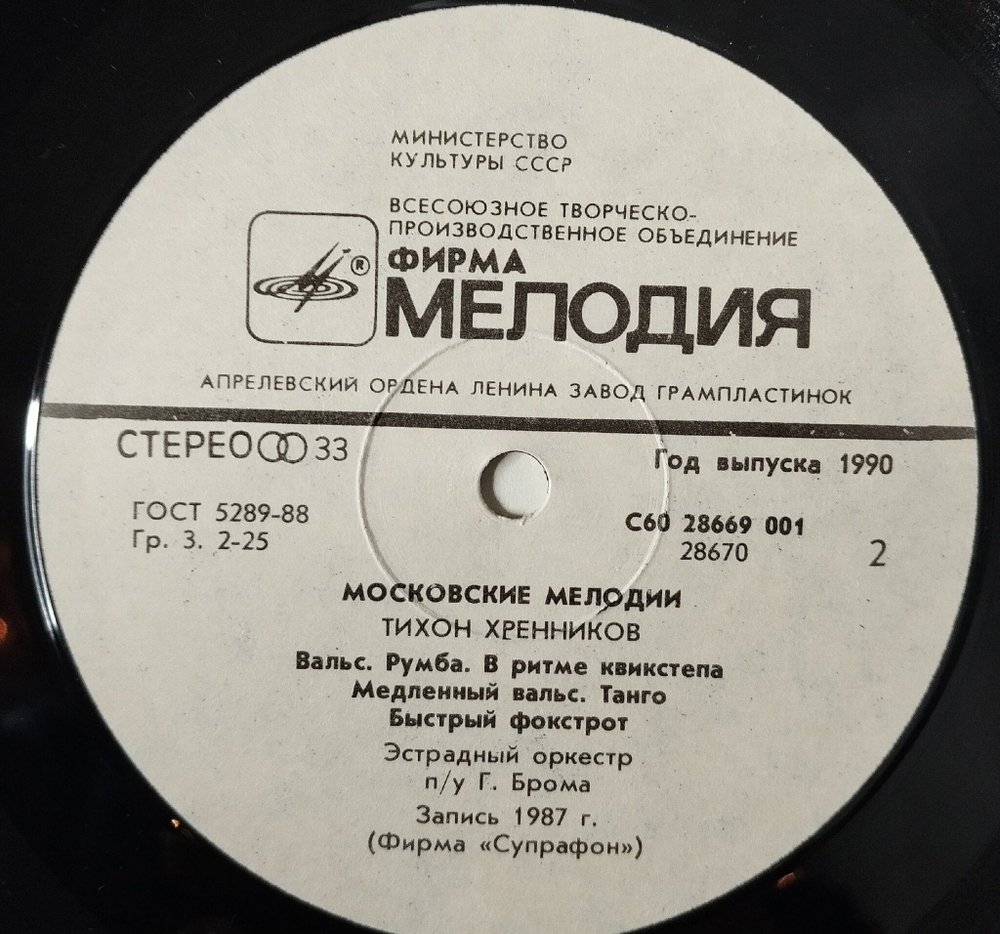 МИНИСТЕРСТВО
КУЛЬТУРЫ СССР
ВСЕСОЮЗНОЕ ТВОРЧЕСКО-
ПРОИЗВОДСТВЕННОЕ ОБЪЕДИНЕНИЕ
ФИРМА
®
МЕЛОДИЯ
АПРЕЛЕВСКИЙ ОРДЕНА ЛЕНИНА ЗАВОД ГРАМПЛАСТИНОК
СТЕРЕО 33
Год выпуска 1990
ГОСТ 5289-88
Гр. 3. 2-25
С60 28669 001
28670
2
МОСКОВСКИЕ МЕЛОДИИ
ТИХОН ХРЕННИКОВ
Вальс. Румба. В ритме квикстепа
Медленный вальс. Танго
Быстрый фокстрот
Эстрадный оркестр
п/у Г. Брома
Запись 1987 г.
(Фирма «Супрафон»)